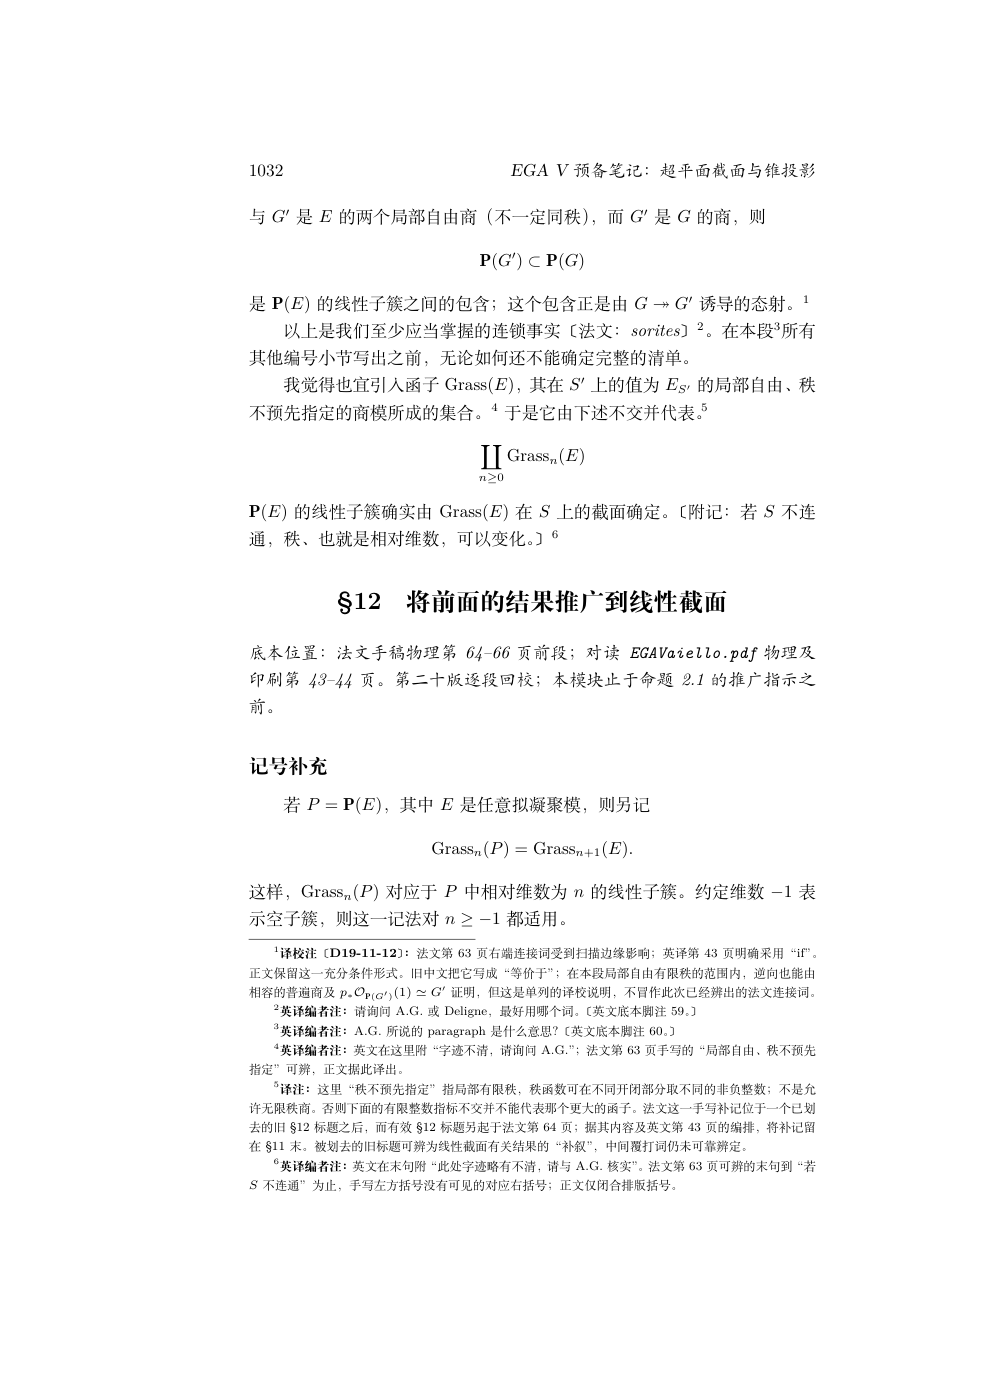 1032 EGA V 预备笔记：超平面截面与锥投影
与 G′ 是 E 的两个局部自由商（不一定同秩），而 G′ 是 G 的商，则
P(G′) ⊂ P(G)
是 P(E) 的线性子簇之间的包含；这个包含正是由 G ↠ G′ 诱导的态射。¹
以上是我们至少应当掌握的连锁事实〔法文：sorites〕²。在本段³所有
其他编号小节写出之前，无论如何还不能确定完整的清单。
我觉得也宜引入函子 Grass(E)，其在 S′ 上的值为 E_{S′} 的局部自由、秩
不预先指定的商模所成的集合。⁴ 于是它由下述不交并代表。⁵
∐_{n≥0} Grass_n(E)
P(E) 的线性子簇确实由 Grass(E) 在 S 上的截面确定。〔附记：若 S 不连
通，秩、也就是相对维数，可以变化。〕⁶
§12 将前面的结果推广到线性截面
底本位置：法文手稿物理第 64–66 页前段；对读 EGAVaiello.pdf 物理及
印刷第 43–44 页。第二十版逐段回校；本模块止于命题 2.1 的推广指示之
前。
记号补充
若 P = P(E)，其中 E 是任意拟凝聚模，则另记
Grass_n(P) = Grass_{n+1}(E).
这样，Grass_n(P) 对应于 P 中相对维数为 n 的线性子簇。约定维数 −1 表
示空子簇，则这一记法对 n ≥ −1 都适用。
¹译校注〔D19-11-12〕：法文第 63 页右端连接词受到扫描边缘影响；英译第 43 页明确采用 “if”。
正文保留这一充分条件形式。旧中文把它写成 “等价于”；在本段局部自由有限秩的范围内，逆向也能由
相容的普遍商及 p_*O_{P(G′)}(1) ≃ G′ 证明，但这是单列的译校说明，不冒作此次已经辨出的法文连接词。
²英译编者注：请询问 A.G. 或 Deligne，最好用哪个词。〔英文底本脚注 59。〕
³英译编者注：A.G. 所说的 paragraph 是什么意思？〔英文底本脚注 60。〕
⁴英译编者注：英文在这里附 “字迹不清，请询问 A.G.”；法文第 63 页手写的 “局部自由、秩不预先
指定” 可辨，正文据此译出。
⁵译注：这里 “秩不预先指定” 指局部有限秩，秩函数可在不同开闭部分取不同的非负整数；不是允
许无限秩商。否则下面的有限整数指标不交并不能代表那个更大的函子。法文这一手写补记位于一个已划
去的旧 §12 标题之后，而有效 §12 标题另起于法文第 64 页；据其内容及英文第 43 页的编排，将补记留
在 §11 末。被划去的旧标题可辨为线性截面有关结果的 “补叙”，中间覆打词仍未可靠辨定。
⁶英译编者注：英文在末句附 “此处字迹略有不清，请与 A.G. 核实”。法文第 63 页可辨的末句到 “若
S 不连通” 为止，手写左方括号没有可见的对应右括号；正文仅闭合排版括号。